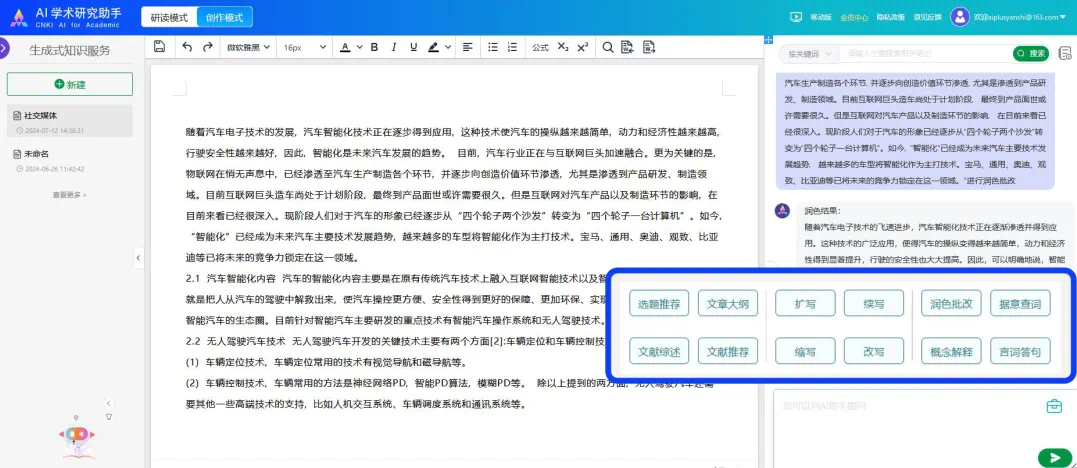 AI 学术研究助手
CNKI AI for Academic
研读模式
创作模式
移动版
会员中心
隐私政策
意见反馈
欢迎aiplusyanshi@163.com
生成式知识服务
新建
社交媒体
2024-07-12 14:36:31
未命名
2024-06-26 11:42:42
查看更多 >
微软雅黑
16px
A
B
I
U
公式
X₂
X²
随着汽车电子技术的发展，汽车智能化技术正在逐步得到应用，这种技术使汽车的操纵越来越简单，动力和经济性越来越高，
行驶安全性越来越好，因此，智能化是未来汽车发展的趋势。 目前，汽车行业正在与互联网巨头加速融合。更为关键的是，
物联网在悄无声息中，已经渗透至汽车生产制造各个环节，并逐步向创造价值环节渗透，尤其是渗透到产品研发、制造领
域。目前互联网巨头造车尚处于计划阶段，最终到产品面世或许需要很久。但是互联网对汽车产品以及制造环节的影响，在
目前来看已经很深入。现阶段人们对于汽车的形象已经逐步从“四个轮子两个沙发”转变为“四个轮子一台计算机”。如今，
“智能化”已经成为未来汽车主要技术发展趋势，越来越多的车型将智能化作为主打技术。宝马、通用、奥迪、观致、比亚
迪等已将未来的竞争力锁定在这一领域。
2.1 汽车智能化内容 汽车的智能化内容主要是在原有传统汽车技术上融入互联网智能技术以及智
就是把人从汽车的驾驶中解救出来，使汽车操控更方便、安全性得到更好的保障、更加环保、实现
智能汽车的生态圈。目前针对智能汽车主要研发的重点技术有智能汽车操作系统和无人驾驶技术。
2.2 无人驾驶汽车技术 无人驾驶汽车开发的关键技术主要有两个方面[2]:车辆定位和车辆控制技
(1) 车辆定位技术，车辆定位常用的技术有视觉导航和磁导航等。
(2) 车辆控制技术，车辆常用的方法是神经网络PD，智能PD算法，模糊PD等。 除以上提到的两方面，无人驾驶汽车还需
要其他一些高端技术的支持，比如人机交互系统、车辆调度系统和通讯系统等。
按关键词
请输入主题搜索相关笔记
搜索
汽车生产制造各个环节, 并逐步向创造价值环节渗透, 尤其是渗透到产品研
发、制造领域。目前互联网巨头造车尚处于计划阶段, 最终到产品面世或
许需要很久。但是互联网对汽车产品以及制造环节的影响, 在目前来看已
经很深入。现阶段人们对于汽车的形象已经逐步从“四个轮子两个沙发”转
变为“四个轮子一台计算机”。如今, “智能化”已经成为未来汽车主要技术发
展趋势, 越来越多的车型将智能化作为主打技术。宝马、通用、奥迪、观
致、比亚迪等已将未来的竞争力锁定在这一领域。”进行润色批改
润色结果:
随着汽车电子技术的飞速进步，汽车智能化技术正在逐渐渗透并得到应
用。这种技术的广泛应用，使得汽车的操纵变得越来越简单，动力和经济
性得到显著提升，行驶的安全性也大大提高。因此，可以明确地说，智能
选题推荐
文章大纲
扩写
续写
润色批改
据意查词
文献综述
文献推荐
缩写
改写
概念解释
言词答句
您可以向AI助手提问